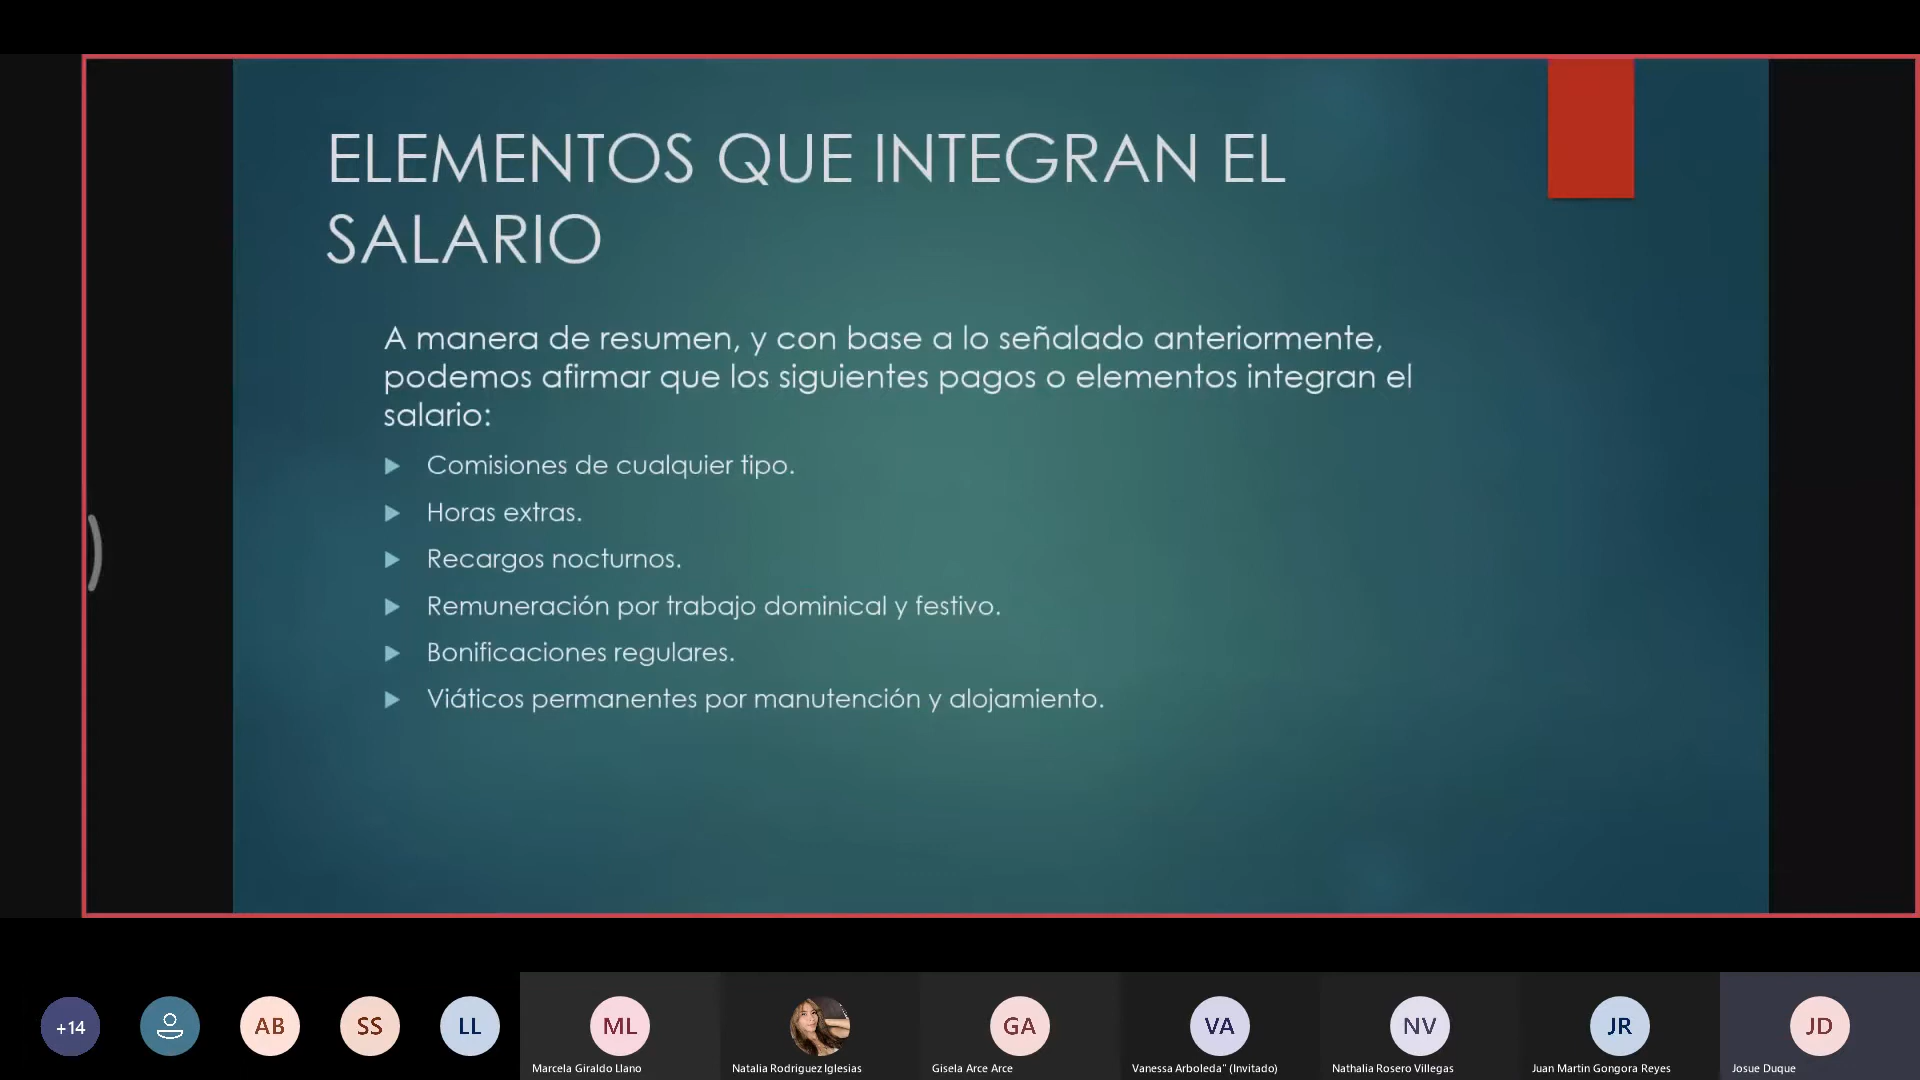 ELEMENTOS QUE INTEGRAN EL
SALARIO
A manera de resumen, y con base a lo señalado anteriormente,
podemos afirmar que los siguientes pagos o elementos integran el
salario:
Comisiones de cualquier tipo.
Horas extras.
Recargos nocturnos.
Remuneración por trabajo dominical y festivo.
Bonificaciones regulares.
Viáticos permanentes por manutención y alojamiento.
+14
AB
SS
LL
ML
GA
VA
NV
JR
JD
Marcela Giraldo Llano
Natalia Rodriguez Iglesias
Gisela Arce Arce
Vanessa Arboleda" (Invitado)
Nathalia Rosero Villegas
Juan Martin Gongora Reyes
Josue Duque